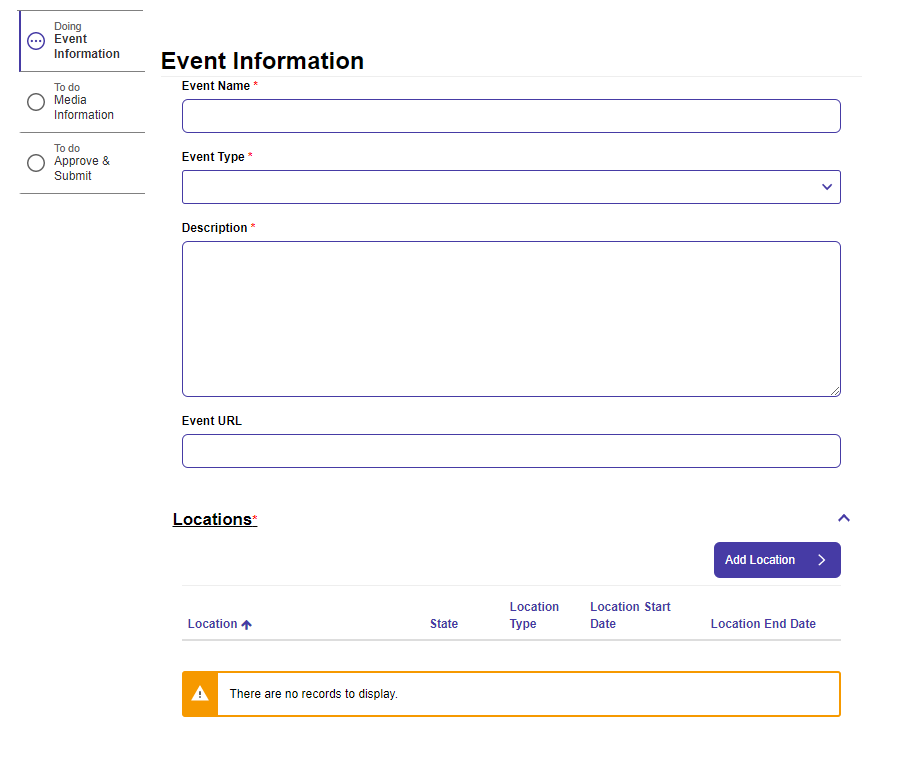 Doing
Event
Information
To do
Media
Information
To do
Approve &
Submit
Event Information
Event Name *
Event Type *
Description *
Event URL
Locations*
Add Location
Location
State
Location
Type
Location Start
Date
Location End Date
There are no records to display.